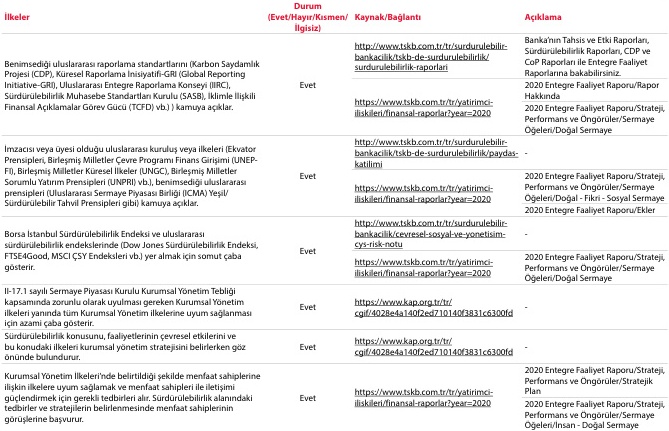 İlkeler
Durum
(Evet/Hayır/Kısmen/
İlgisiz)
Kaynak/Bağlantı
Açıklama
Benimsediği uluslararası raporlama standartlarını (Karbon Saydamlık
Projesi (CDP), Küresel Raporlama İnisiyatifi-GRI (Global Reporting
Initiative-GRI), Uluslararası Entegre Raporlama Konseyi (IIRC),
Sürdürülebilirlik Muhasebe Standartları Kurulu (SASB), İklimle İlişkili
Finansal Açıklamalar Görev Gücü (TCFD) vb.) ) kamuya açıklar.
Evet
http://www.tskb.com.tr/tr/surdurulebilir-
bankacilik/tskb-de-surdurulebilirlik/
surdurulebilirlik-raporlari
Banka'nın Tahsis ve Etki Raporları,
Sürdürülebilirlik Raporları, CDP ve
CoP Raporları ile Entegre Faaliyet
Raporlarına bakabilirsiniz.
https://www.tskb.com.tr/tr/yatirimci-
iliskileri/finansal-raporlar?year=2020
2020 Entegre Faaliyet Raporu/Rapor
Hakkında
2020 Entegre Faaliyet Raporu/Strateji,
Performans ve Öngörüler/Sermaye
Öğeleri/Doğal Sermaye
İmzacısı veya üyesi olduğu uluslararası kuruluş veya ilkeleri (Ekvator
Prensipleri, Birleşmiş Milletler Çevre Programı Finans Girişimi (UNEP-
FI), Birleşmiş Milletler Küresel İlkeler (UNGC), Birleşmiş Milletler
Sorumlu Yatırım Prensipleri (UNPRI) vb.), benimsediği uluslararası
prensipleri (Uluslararası Sermaye Piyasası Birliği (ICMA) Yeşil/
Sürdürülebilir Tahvil Prensipleri gibi) kamuya açıklar.
Evet
http://www.tskb.com.tr/tr/surdurulebilir-
bankacilik/tskb-de-surdurulebilirlik/paydas-
katilimi
-
https://www.tskb.com.tr/tr/yatirimci-
iliskileri/finansal-raporlar?year=2020
2020 Entegre Faaliyet Raporu/Strateji,
Performans ve Öngörüler/Sermaye
Öğeleri/Doğal - Fikri - Sosyal Sermaye
2020 Entegre Faaliyet Raporu/Ekler
Borsa İstanbul Sürdürülebilirlik Endeksi ve uluslararası
sürdürülebilirlik endekslerinde (Dow Jones Sürdürülebilirlik Endeksi,
FTSE4Good, MSCI ÇSY Endeksleri vb.) yer almak için somut çaba
gösterir.
Evet
http://www.tskb.com.tr/tr/surdurulebilir-
bankacilik/cevresel-sosyal-ve-yonetisim-
cys-risk-notu
-
https://www.tskb.com.tr/tr/yatirimci-
iliskileri/finansal-raporlar?year=2020
2020 Entegre Faaliyet Raporu/Strateji,
Performans ve Öngörüler/Sermaye
Öğeleri/Doğal Sermaye
II-17.1 sayılı Sermaye Piyasası Kurulu Kurumsal Yönetim Tebliği
kapsamında zorunlu olarak uyulması gereken Kurumsal Yönetim
ilkeleri yanında tüm Kurumsal Yönetim ilkelerine uyum sağlanması
için azami çaba gösterir.
Evet
https://www.kap.org.tr/tr/
cgif/4028e4a140f2ed710140f3831c6300fd
-
Sürdürülebilirlik konusunu, faaliyetlerinin çevresel etkilerini ve
bu konudaki ilkeleri kurumsal yönetim stratejisini belirlerken göz
önünde bulundurur.
Evet
https://www.kap.org.tr/tr/
cgif/4028e4a140f2ed710140f3831c6300fd
-
Kurumsal Yönetim İlkeleri'nde belirtildiği şekilde menfaat sahiplerine
ilişkin ilkelere uyum sağlamak ve menfaat sahipleri ile iletişimi
güçlendirmek için gerekli tedbirleri alır. Sürdürülebilirlik alanındaki
tedbirler ve stratejilerin belirlenmesinde menfaat sahiplerinin
görüşlerine başvurur.
Evet
https://www.tskb.com.tr/tr/yatirimci-
iliskileri/finansal-raporlar?year=2020
2020 Entegre Faaliyet Raporu/Strateji,
Performans ve Öngörüler/Stratejik
Plan
2020 Entegre Faaliyet Raporu/Strateji,
Performans ve Öngörüler/Sermaye
Öğeleri/İnsan - Doğal Sermaye